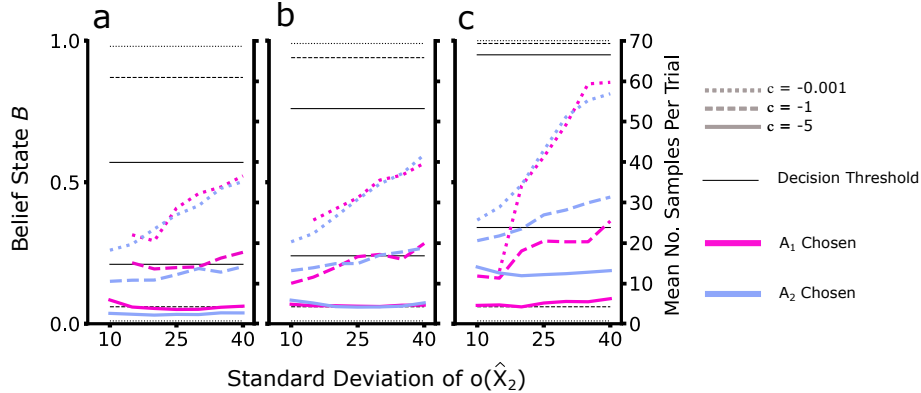 a
b
c
1.0
0.5
0.0
Belief State B
70
60
50
40
30
20
10
0
Mean No. Samples Per Trial
10 25 40
10 25 40
10 25 40
Standard Deviation of o(X̂₂)
c = -0.001
c = -1
c = -5
Decision Threshold
A₁ Chosen
A₂ Chosen